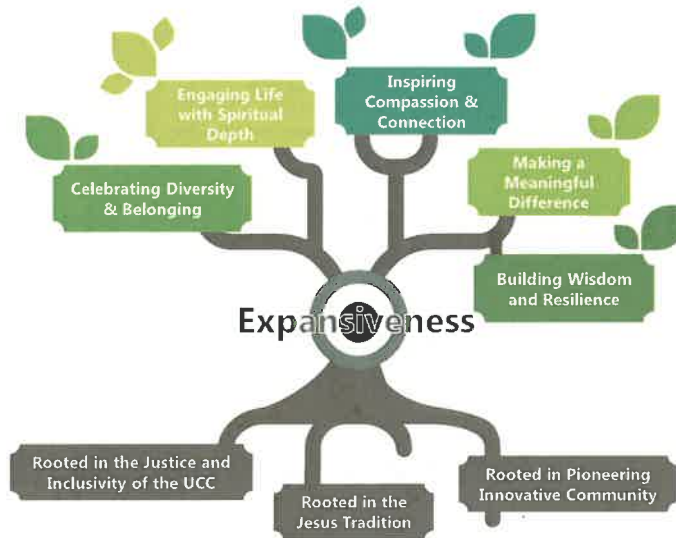 Inspiring
Compassion &
Connection
Engaging Life
with Spiritual
Depth
Making a
Meaningful
Difference
Celebrating Diversity
& Belonging
Building Wisdom
and Resilience
Expansiveness
Rooted in the Justice and
Inclusivity of the UCC
Rooted in the
Jesus Tradition
Rooted in Pioneering
Innovative Community